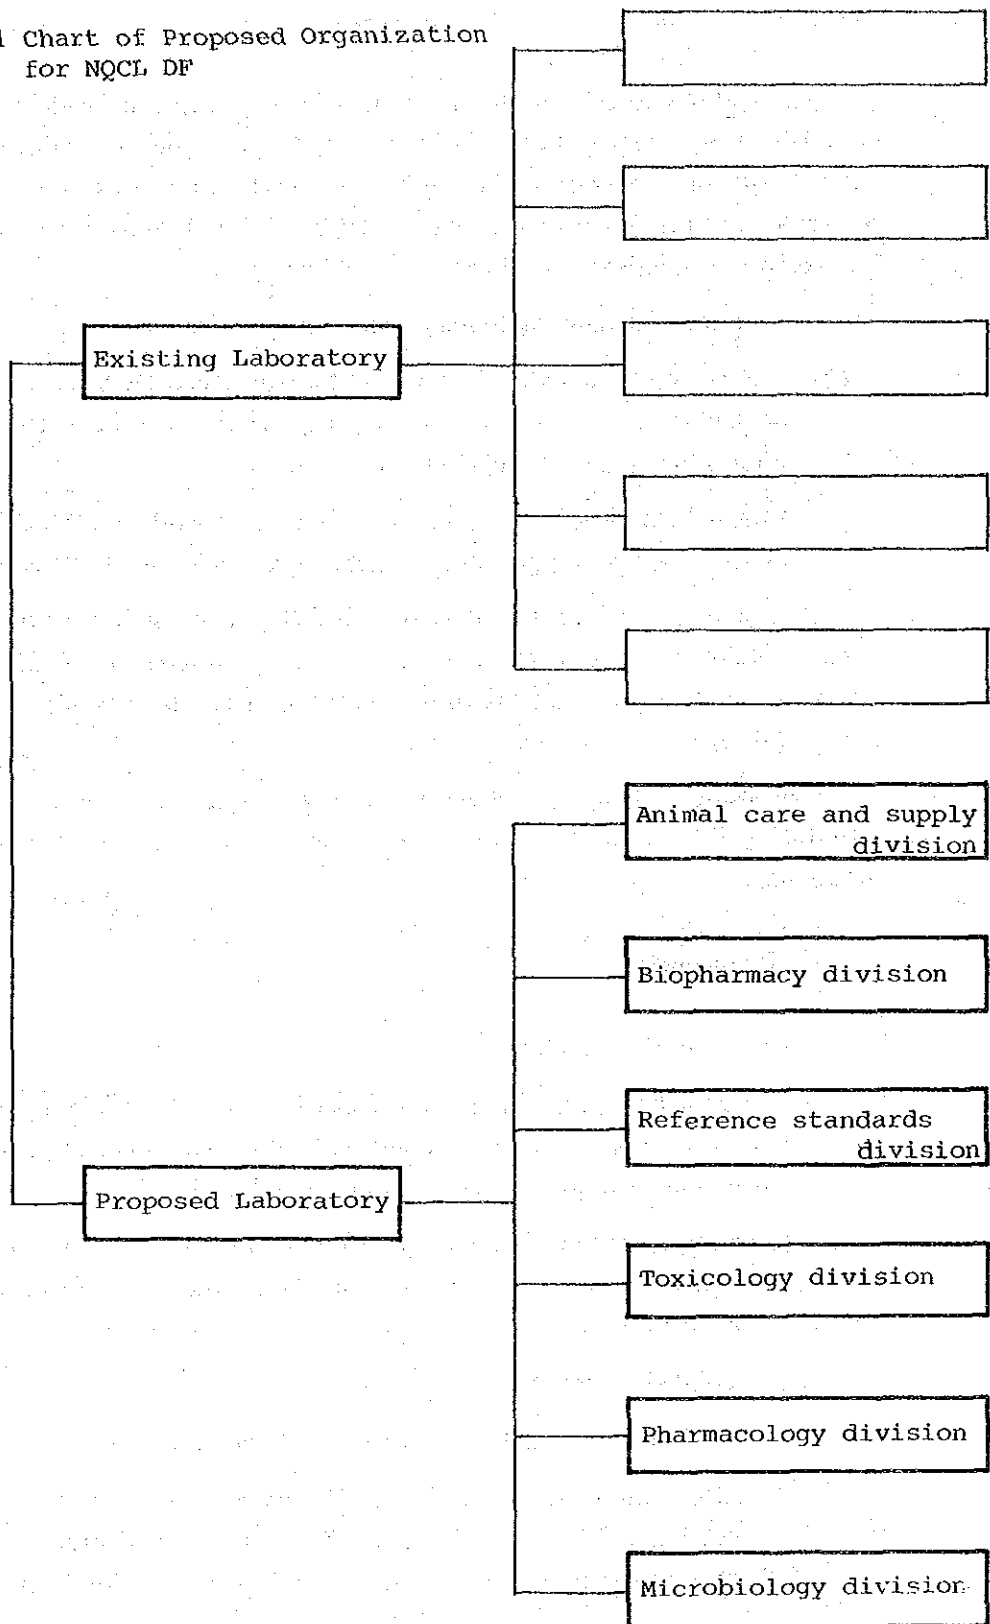 Chart of Proposed Organization
for NQCL DF
Existing Laboratory
Animal care and supply
division
Biopharmacy division
Reference standards
division
Proposed Laboratory
Toxicology division
Pharmacology division
Microbiology division